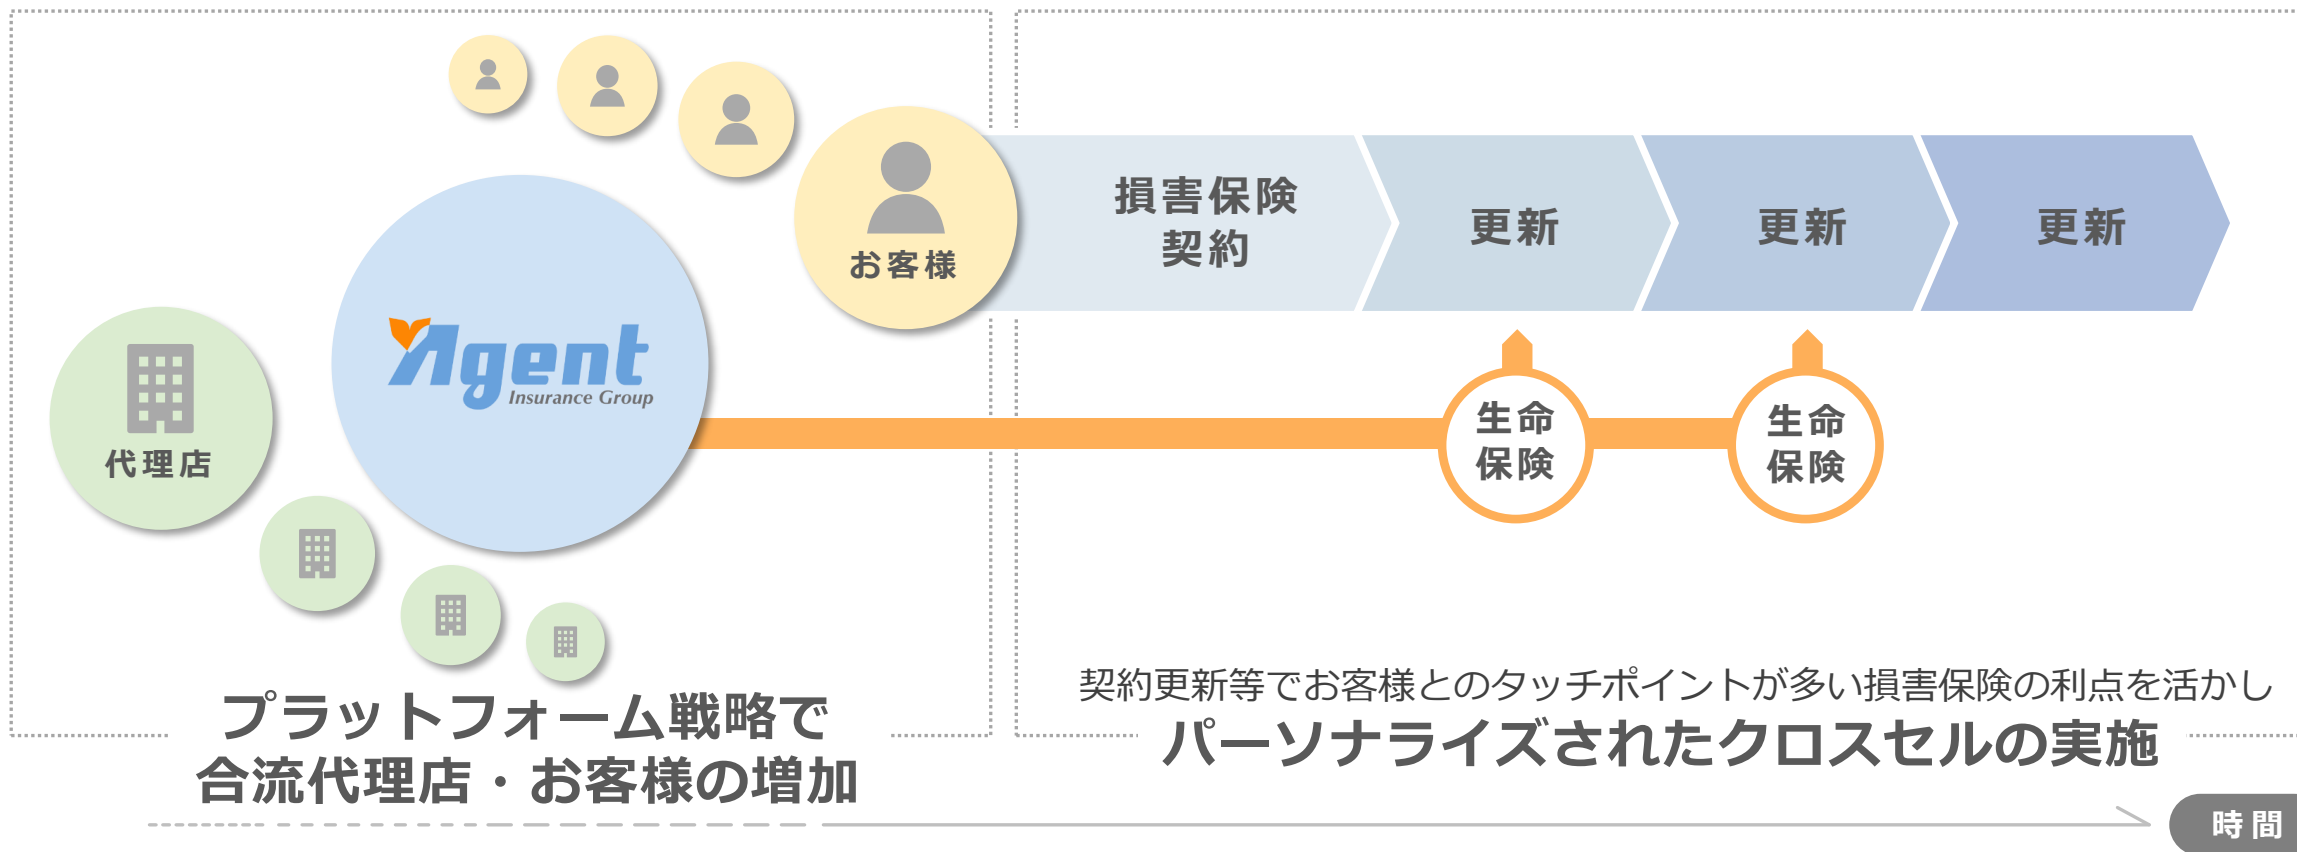 お客様
Agent
Insurance Group
代理店
プラットフォーム戦略で
合流代理店・お客様の増加
損害保険
契約
更新
更新
更新
生命
保険
生命
保険
契約更新等でお客様とのタッチポイントが多い損害保険の利点を活かし
パーソナライズされたクロスセルの実施
時間